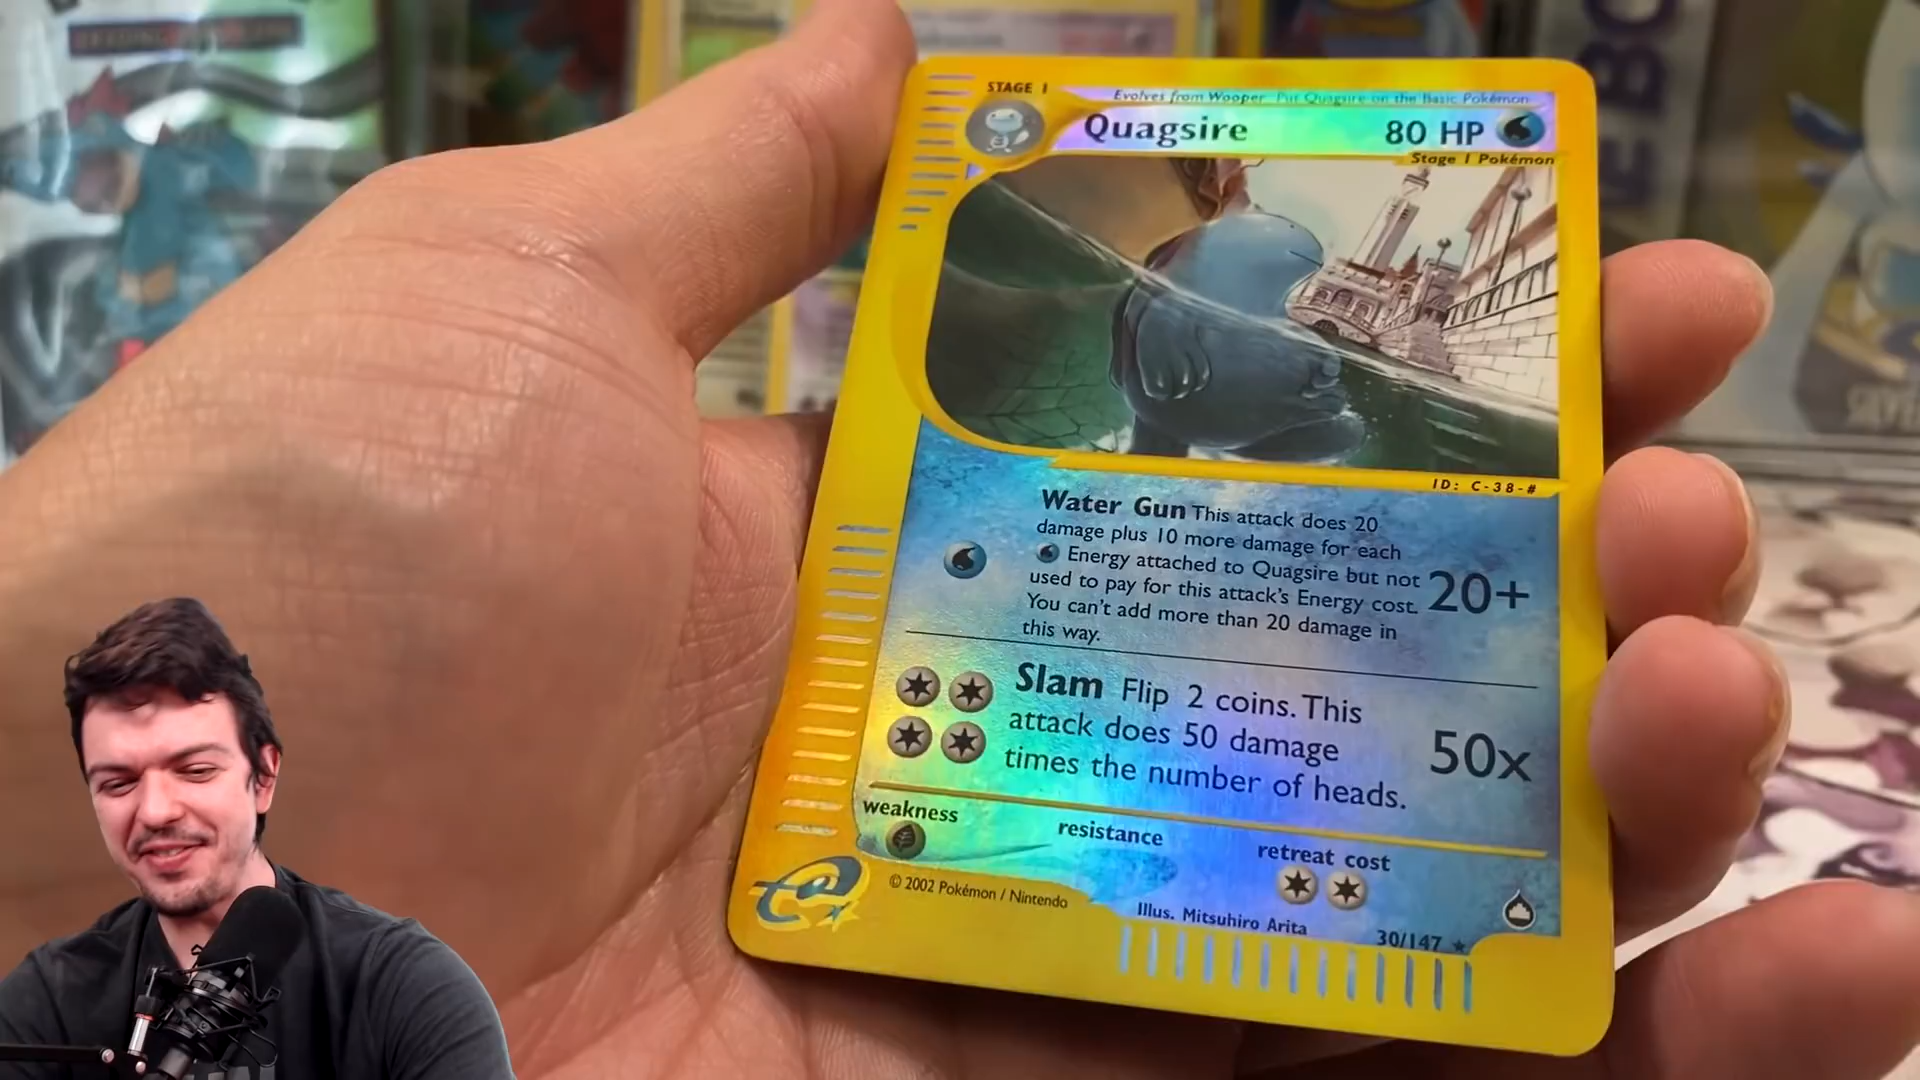 STAGE 1
Evolves from Wooper Put Quagsire on the Basic Pokémon
Quagsire 80 HP
Stage 1 Pokémon
ID: C-38-#
Water Gun This attack does 20
damage plus 10 more damage for each
Energy attached to Quagsire but not
used to pay for this attack's Energy cost.
You can't add more than 20 damage in
this way.
20+
Slam Flip 2 coins. This
attack does 50 damage
times the number of heads.
50x
weakness
resistance
retreat cost
© 2002 Pokémon / Nintendo
Illus. Mitsuhiro Arita
30/147 ★